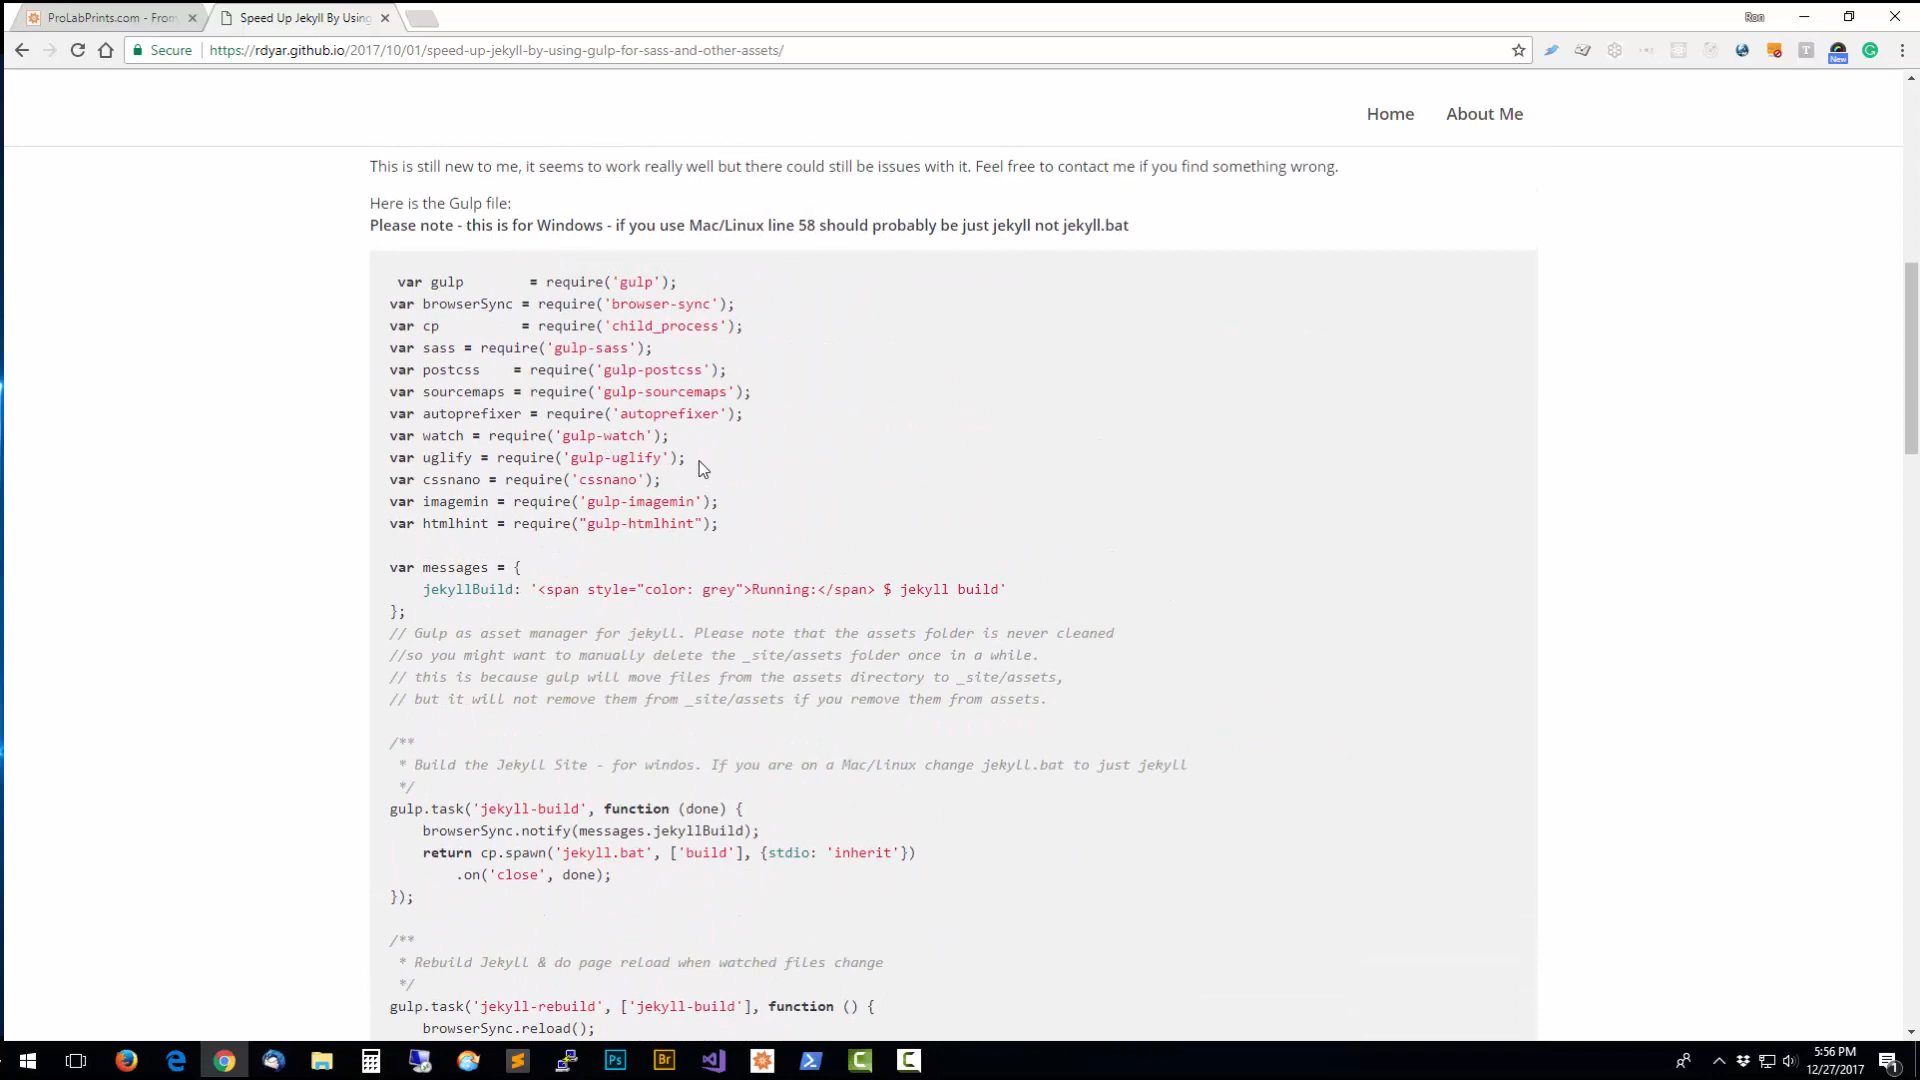 ProLabPrints.com - From
Speed Up Jekyll By Using
Ron
Secure
https://rdyar.github.io/2017/10/01/speed-up-jekyll-by-using-gulp-for-sass-and-other-assets/
New
Home
About Me
This is still new to me, it seems to work really well but there could still be issues with it. Feel free to contact me if you find something wrong.
Here is the Gulp file:
Please note - this is for Windows - if you use Mac/Linux line 58 should probably be just jekyll not jekyll.bat
var gulp        = require('gulp');
var browserSync = require('browser-sync');
var cp          = require('child_process');
var sass = require('gulp-sass');
var postcss    = require('gulp-postcss');
var sourcemaps = require('gulp-sourcemaps');
var autoprefixer = require('autoprefixer');
var watch = require('gulp-watch');
var uglify = require('gulp-uglify');
var cssnano = require('cssnano');
var imagemin = require('gulp-imagemin');
var htmlhint = require("gulp-htmlhint");
var messages = {
    jekyllBuild: '<span style="color: grey">Running:</span> $ jekyll build'
};
// Gulp as asset manager for jekyll. Please note that the assets folder is never cleaned
//so you might want to manually delete the _site/assets folder once in a while.
// this is because gulp will move files from the assets directory to _site/assets,
// but it will not remove them from _site/assets if you remove them from assets.
/**
 * Build the Jekyll Site - for windos. If you are on a Mac/linux change jekyll.bat to just jekyll
 */
gulp.task('jekyll-build', function (done) {
    browserSync.notify(messages.jekyllBuild);
    return cp.spawn('jekyll.bat', ['build'], {stdio: 'inherit'})
        .on('close', done);
});
/**
 * Rebuild Jekyll & do page reload when watched files change
 */
gulp.task('jekyll-rebuild', ['jekyll-build'], function () {
    browserSync.reload();
Ps
Br
5:56 PM
12/27/2017
1